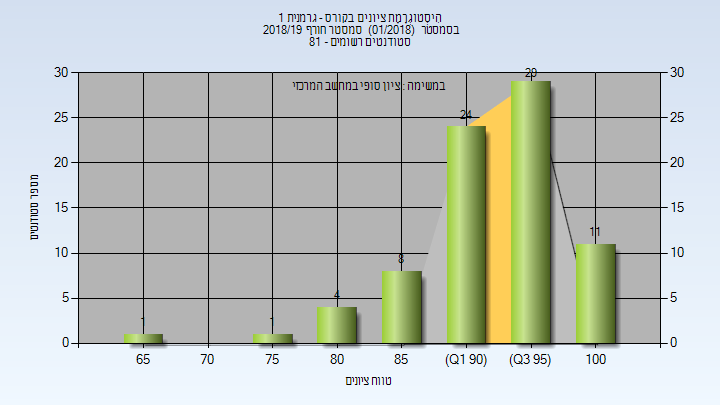 היסטוגרמת ציונים בקורס - גרמנית 1
בסמסטר (01/2018) סמסטר חורף 2018/19
סטודנטים רשומים - 81
במשימה : ציון סופי במחשב המרכזי
מספר סטודנטים
30 30
25 25
20 20
15 15
10 10
5 5
0 0
1 1 4 8 24 29 11
65 70 75 80 85 (Q1 90) (Q3 95) 100
טווח ציונים